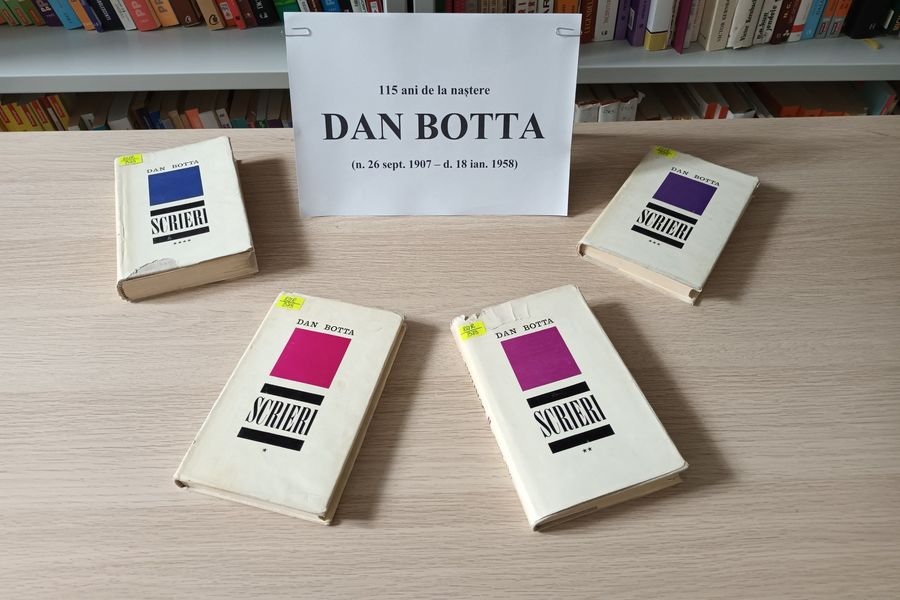 115 ani de la naștere
DAN BOTTA
(n. 26 sept. 1907 – d. 18 ian. 1958)
DAN BOTTA
SCRIERI
****
DAN BOTTA
SCRIERI
***
DAN BOTTA
SCRIERI
*
DAN BOTTA
SCRIERI
**